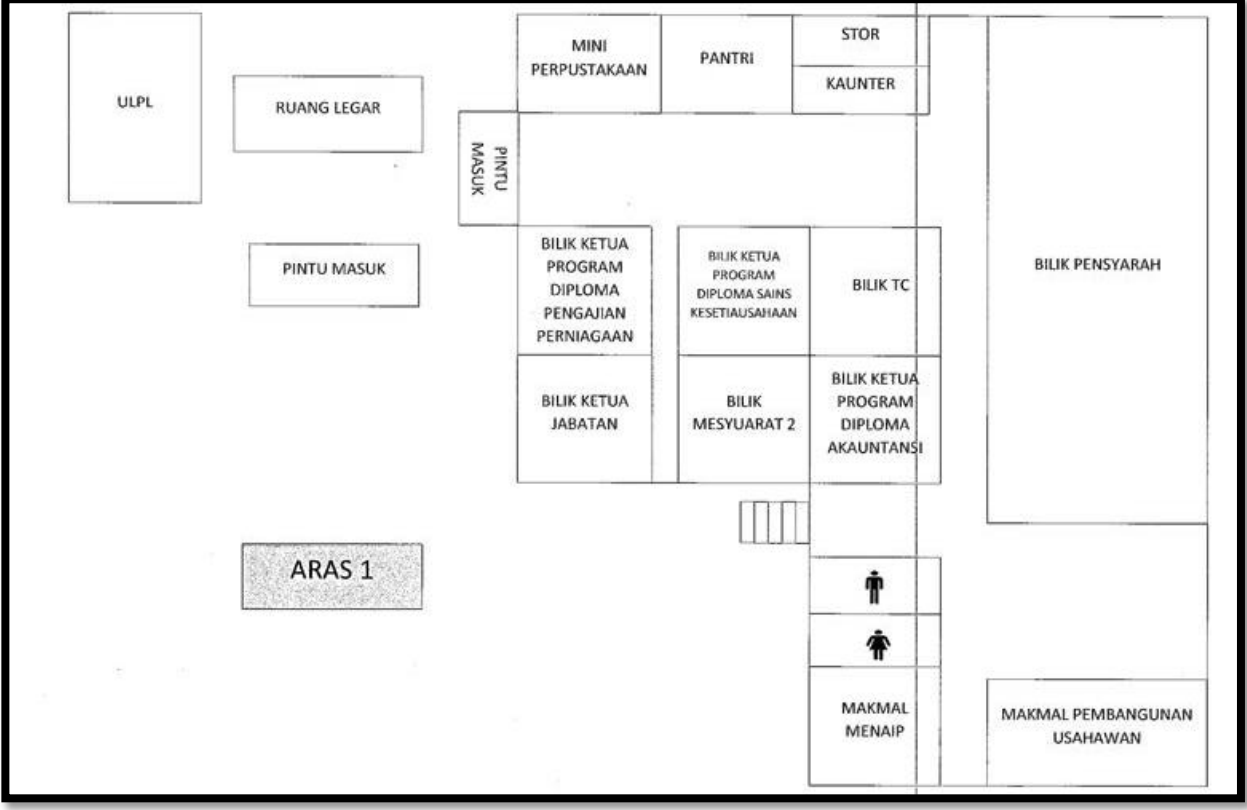 ULPL
RUANG LEGAR
MINI
PERPUSTAKAAN
PANTRI
STOR
KAUNTER
PINTU
MASUK
PINTU MASUK
BILIK KETUA
PROGRAM
DIPLOMA
PENGAJIAN
PERNIAGAAN
BILIK KETUA
PROGRAM
DIPLOMA SAINS
KESETIAUSAHAAN
BILIK TC
BILIK PENSYARAH
BILIK KETUA
JABATAN
BILIK
MESYUARAT 2
BILIK KETUA
PROGRAM
DIPLOMA
AKAUNTANSI
ARAS 1
MAKMAL
MENAIP
MAKMAL PEMBANGUNAN
USAHAWAN